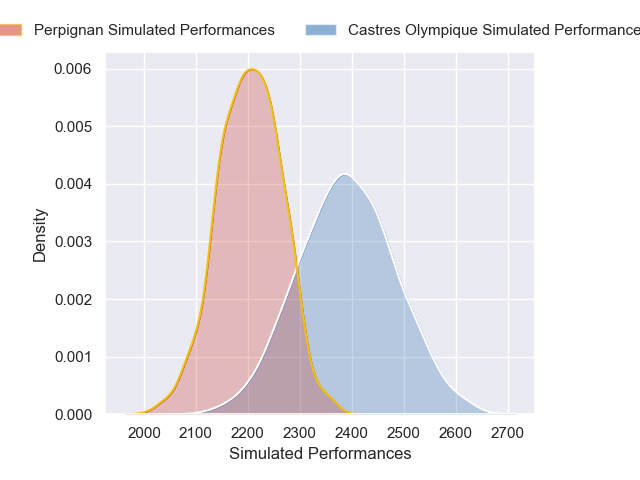 Perpignan Simulated Performances Castres Olympique Simulated Performance
0.006
0.005
0.004
0.003
0.002
0.001
0.000
Density
2000 2100 2200 2300 2400 2500 2600 2700
Simulated Performances